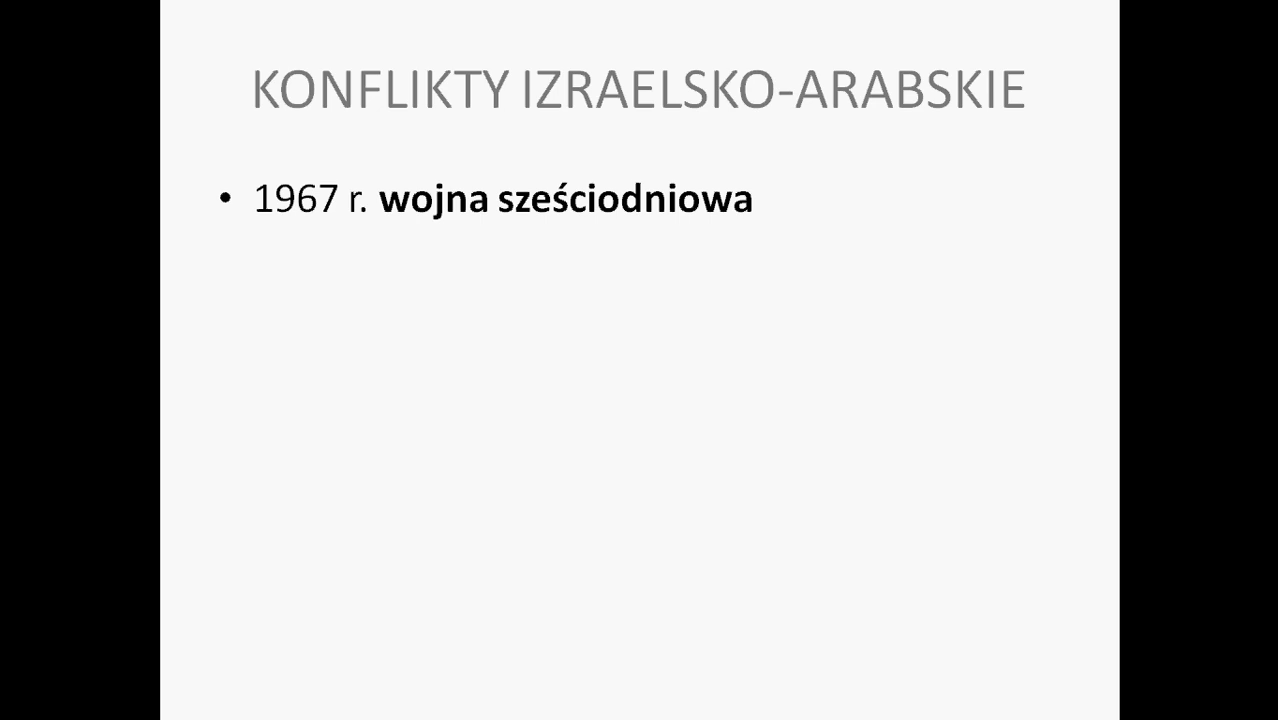 KONFLIKTY IZRAELSKO-ARABSKIE
• 1967 r. wojna sześciodniowa